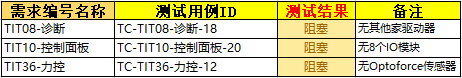 需求编号名称 测试用例ID 测试结果 备注
TIT08-诊断 TC-TIT08-诊断-18 阻塞 无其他家驱动器
TIT10-控制面板 TC-TIT10-控制面板-20 阻塞 无8个IO模块
TIT36-力控 TC-TIT36-力控-12 阻塞 无Optoforce传感器